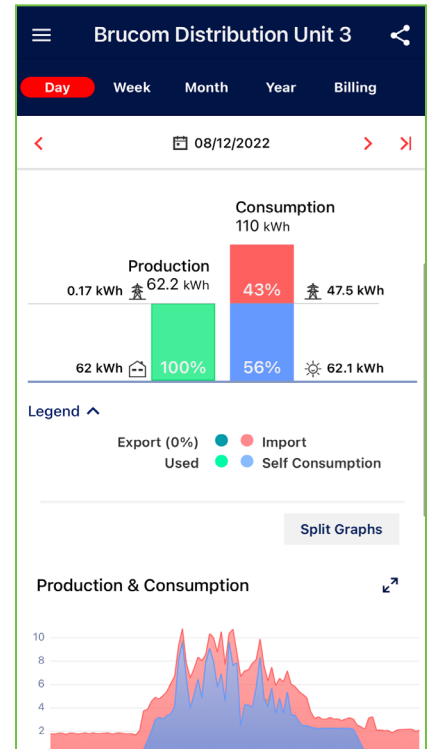 Brucom Distribution Unit 3
Day Week Month Year Billing
08/12/2022
Consumption
110 kWh
Production
62.2 kWh
0.17 kWh
43%
47.5 kWh
62 kWh
100%
56%
62.1 kWh
Legend
Export (0%) Import
Used Self Consumption
Split Graphs
Production & Consumption
10
8
6
4
2